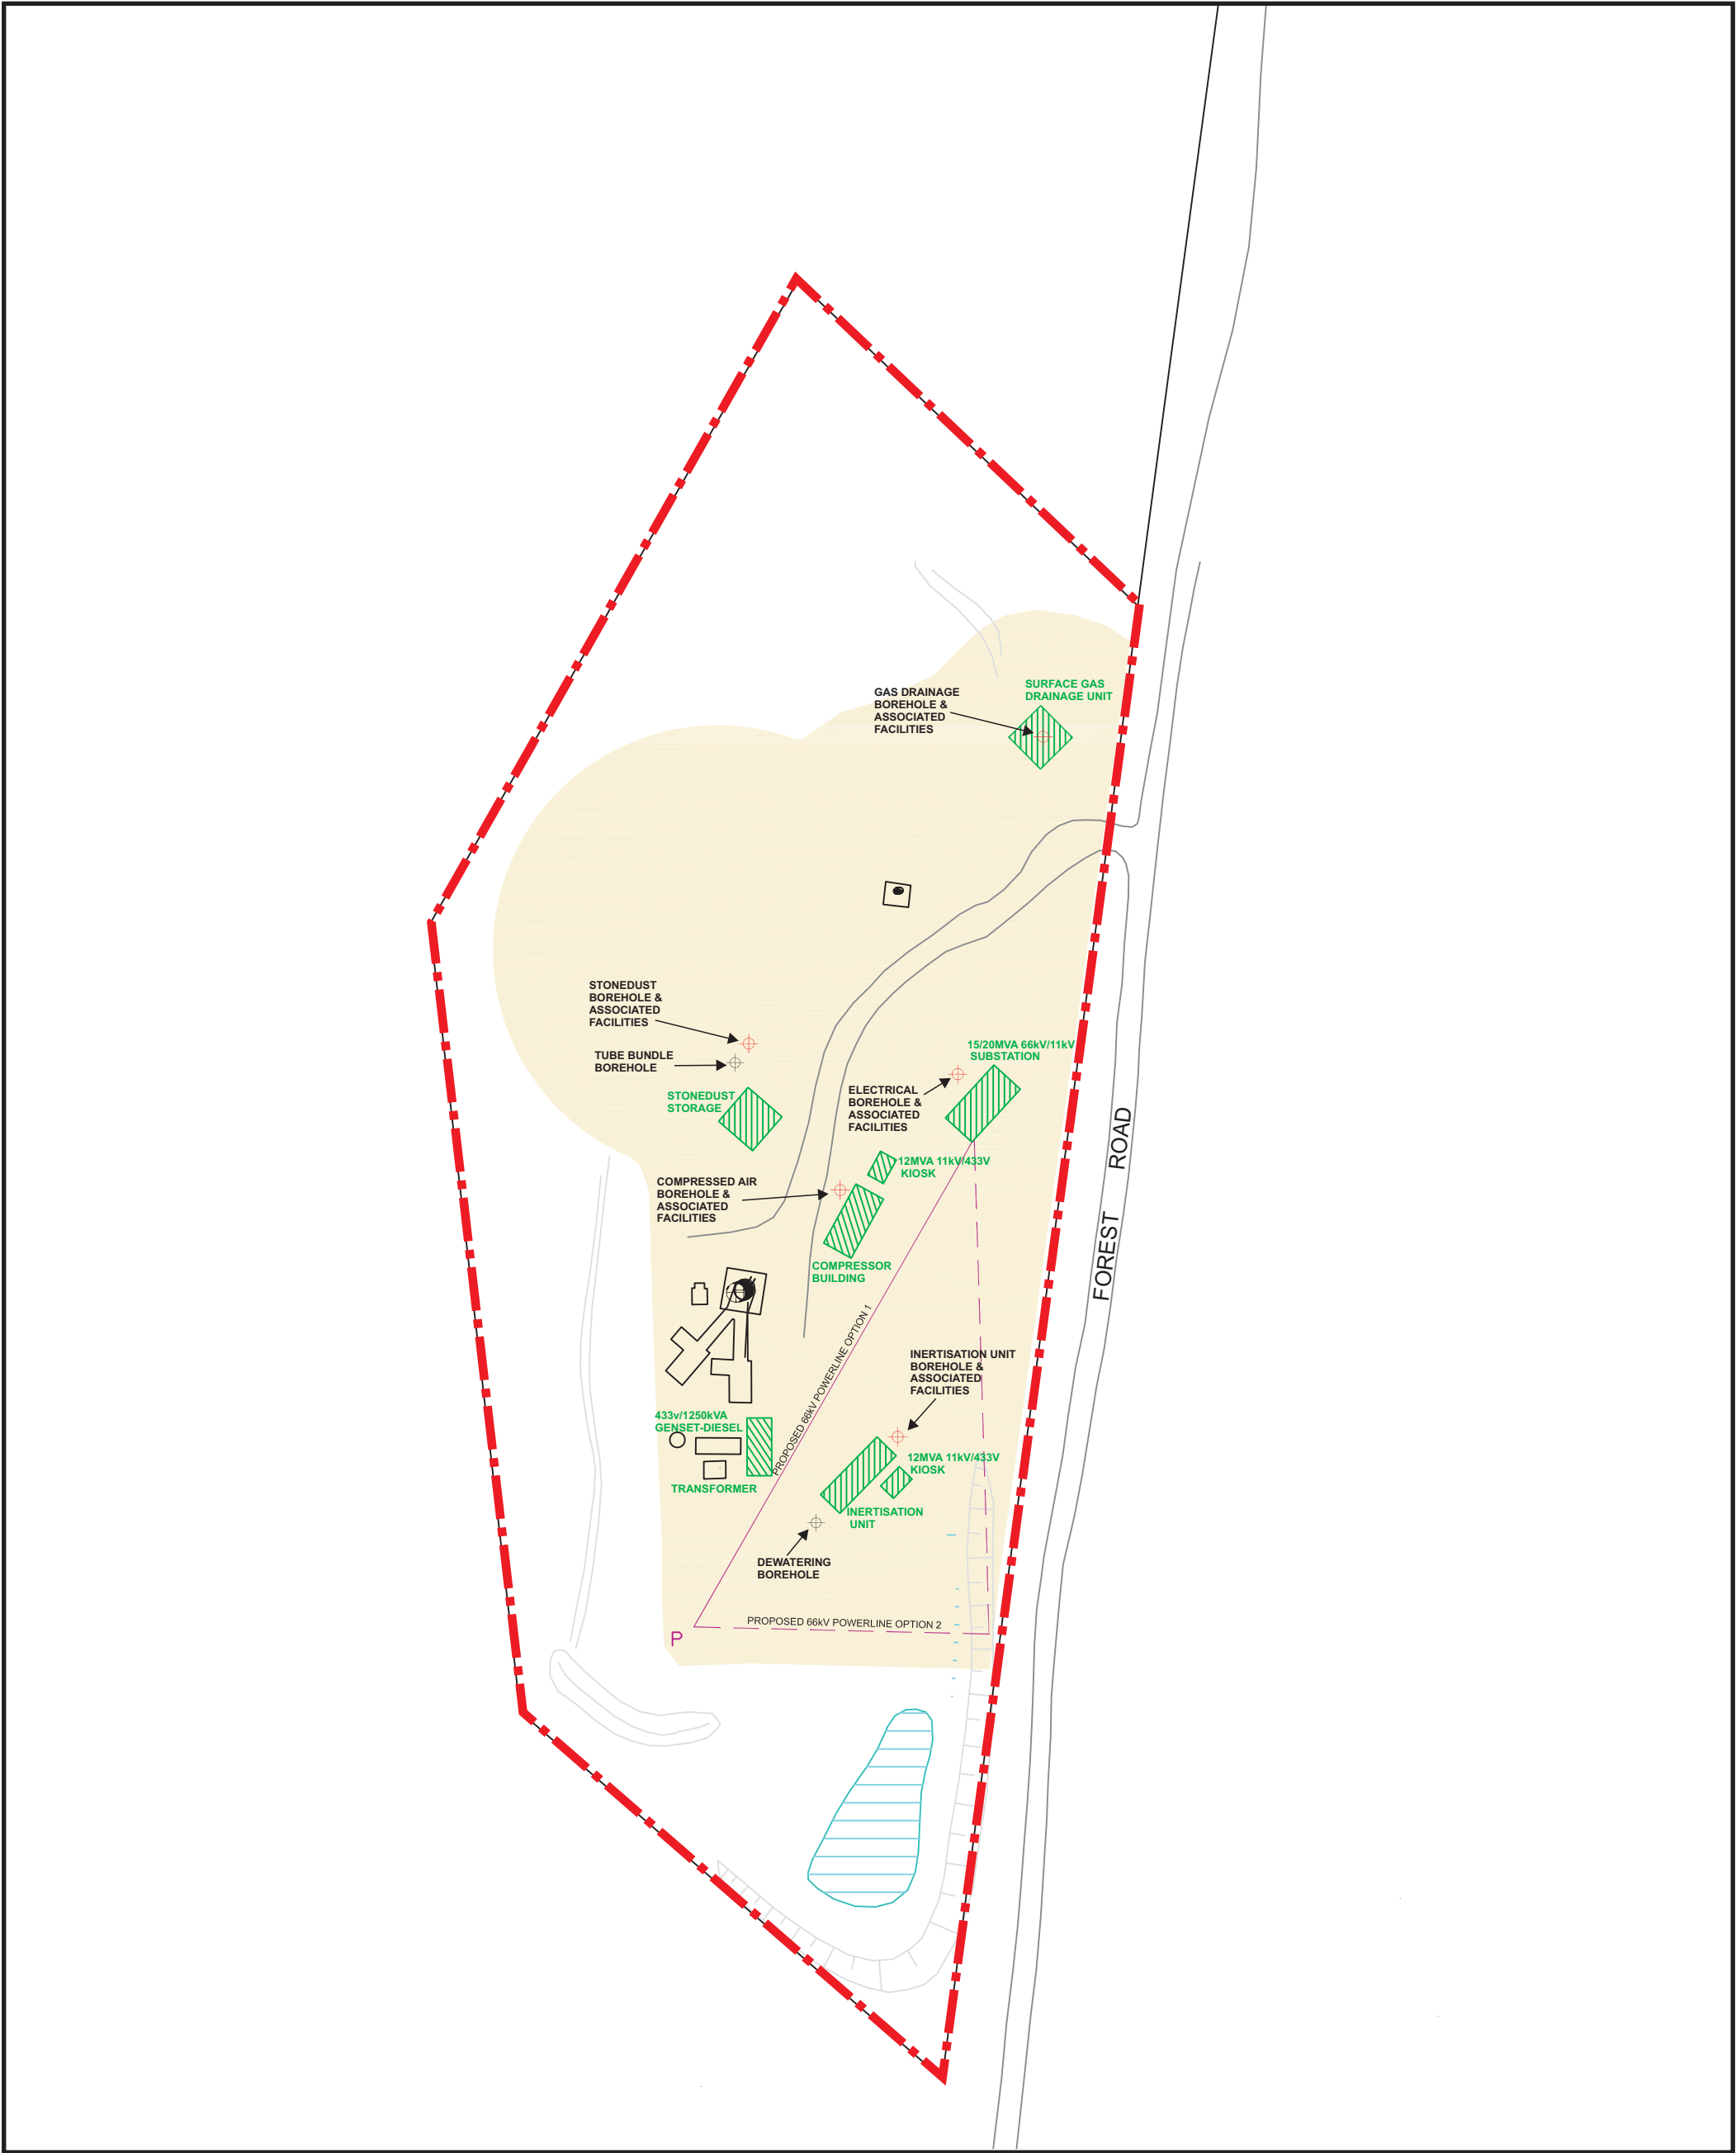 SURFACE GAS
DRAINAGE UNIT
GAS DRAINAGE
BOREHOLE &
ASSOCIATED
FACILITIES
STONEDUST
BOREHOLE &
ASSOCIATED
FACILITIES
TUBE BUNDLE
BOREHOLE
15/20MVA 66kV/11kV
SUBSTATION
STONEDUST
STORAGE
ELECTRICAL
BOREHOLE &
ASSOCIATED
FACILITIES
12MVA 11kV/433V
KIOSK
COMPRESSED AIR
BOREHOLE &
ASSOCIATED
FACILITIES
COMPRESSOR
BUILDING
FOREST ROAD
PROPOSED 66kV POWERLINE OPTION 1
INERTISATION UNIT
BOREHOLE &
ASSOCIATED
FACILITIES
433v/1250kVA
GENSET-DIESEL
TRANSFORMER
12MVA 11kV/433V
KIOSK
INERTISATION
UNIT
DEWATERING
BOREHOLE
PROPOSED 66kV POWERLINE OPTION 2
P